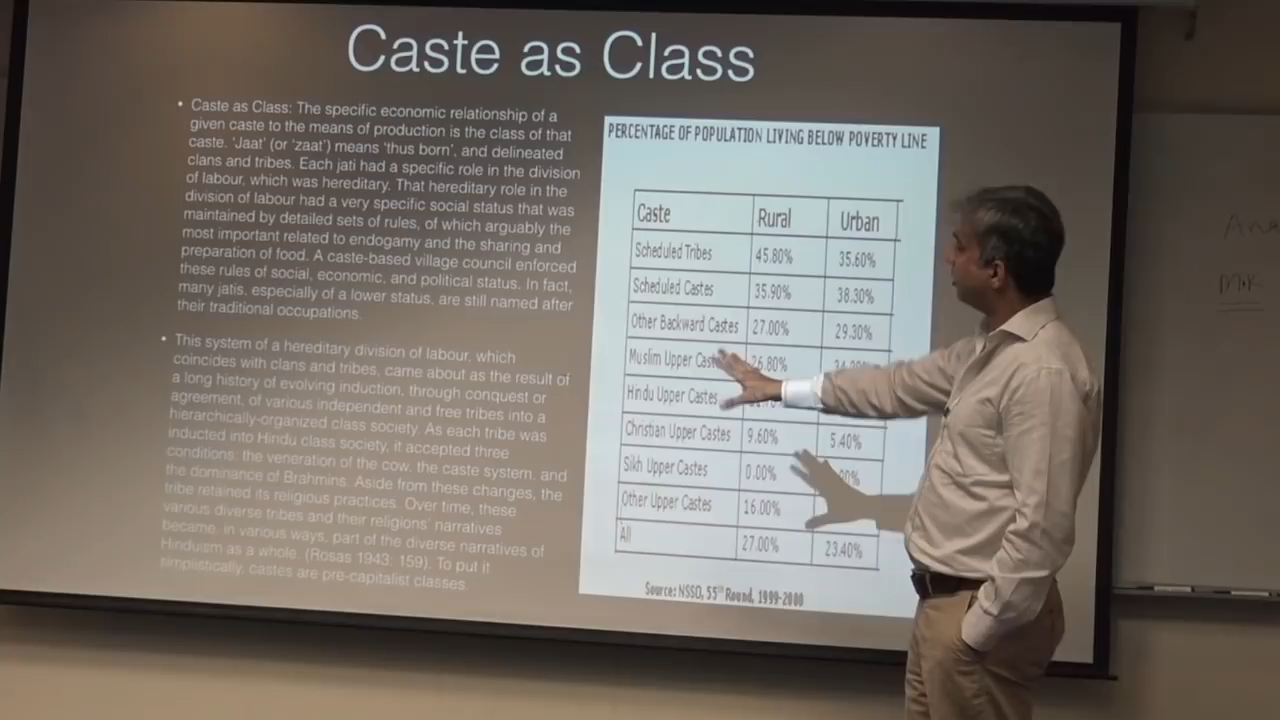 Caste as Class
• Caste as Class: The specific economic relationship of a
given caste to the means of production is the class of that
caste. 'Jaat' (or 'zaat') means 'thus born', and delineated
clans and tribes. Each jati had a specific role in the division
of labour, which was hereditary. That hereditary role in the
division of labour had a very specific social status that was
maintained by detailed sets of rules, of which arguably the
most important related to endogamy and the sharing and
preparation of food. A caste-based village council enforced
these rules of social, economic, and political status. In fact,
many jatis, especially of a lower status, are still named after
their traditional occupations.
• This system of a hereditary division of labour, which
coincides with clans and tribes, came about as the result of
a long history of evolving induction, through conquest or
agreement, of various independent and free tribes into a
hierarchically-organized class society. As each tribe was
inducted into Hindu class society, it accepted three
conditions: the veneration of the cow, the caste system, and
the dominance of Brahmins. Aside from these changes, the
tribe retained its religious practices. Over time, these
various diverse tribes and their religions' narratives
became, in various ways, part of the diverse narratives of
Hinduism as a whole. (Rosas 1943: 159). To put it
simplistically, castes are pre-capitalist classes.
PERCENTAGE OF POPULATION LIVING BELOW POVERTY LINE
Caste Rural Urban
Scheduled Tribes 45.80% 35.60%
Scheduled Castes 35.90% 38.30%
Other Backward Castes 27.00% 29.30%
Muslim Upper 26.80%
Hindu Upper Castes
Christian Upper Castes 9.60% 5.40%
Sikh Upper Castes 0.00%
Other Upper Castes 16.00%
All 27.00% 23.40%
Source: NSSO, 55th Round, 1999-2000